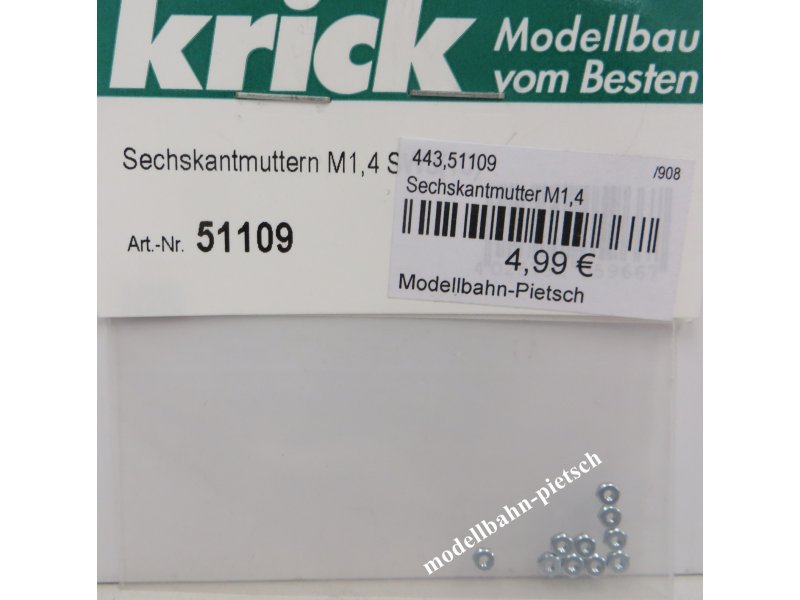 krick
Modellbau
vom Besten
Sechskantmuttern M1,4 S
Art.-Nr. 51109
443,51109 /908
Sechskantmutter M1,4
4,99 €
Modellbahn-Pietsch
modellbahn-pietsch